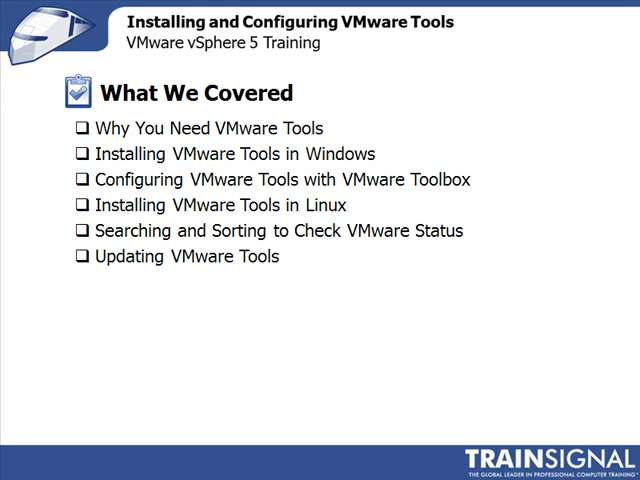 Installing and Configuring VMware Tools
VMware vSphere 5 Training
What We Covered
Why You Need VMware Tools
Installing VMware Tools in Windows
Configuring VMware Tools with VMware Toolbox
Installing VMware Tools in Linux
Searching and Sorting to Check VMware Status
Updating VMware Tools
TRAINSIGNAL
THE GLOBAL LEADER IN PROFESSIONAL COMPUTER TRAINING™